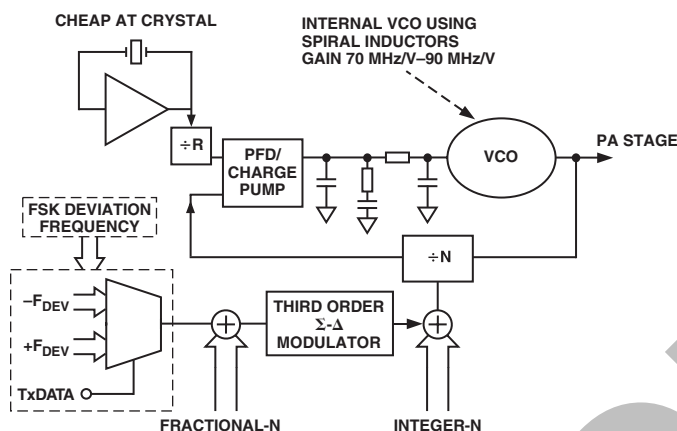 CHEAP AT CRYSTAL
INTERNAL VCO USING
SPIRAL INDUCTORS
GAIN 70 MHz/V–90 MHz/V
÷R
PFD/
CHARGE
PUMP
VCO
PA STAGE
FSK DEVIATION
FREQUENCY
÷N
–FDEV
+FDEV
THIRD ORDER
Σ-Δ
MODULATOR
TxDATA
FRACTIONAL-N
INTEGER-N